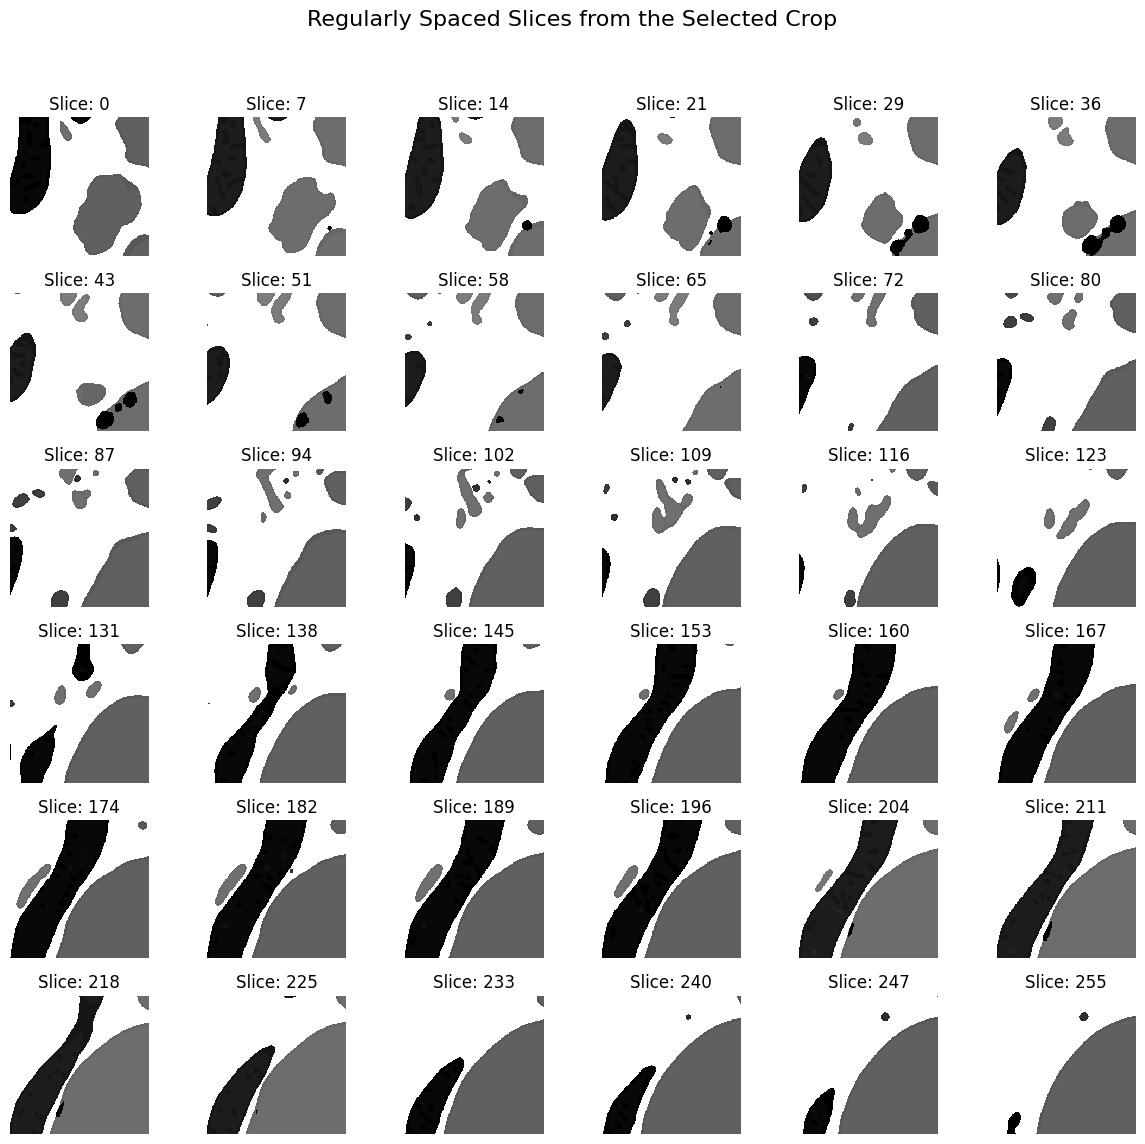 Regularly Spaced Slices from the Selected Crop
Slice: 0 Slice: 7 Slice: 14 Slice: 21 Slice: 29 Slice: 36
Slice: 43 Slice: 51 Slice: 58 Slice: 65 Slice: 72 Slice: 80
Slice: 87 Slice: 94 Slice: 102 Slice: 109 Slice: 116 Slice: 123
Slice: 131 Slice: 138 Slice: 145 Slice: 153 Slice: 160 Slice: 167
Slice: 174 Slice: 182 Slice: 189 Slice: 196 Slice: 204 Slice: 211
Slice: 218 Slice: 225 Slice: 233 Slice: 240 Slice: 247 Slice: 255